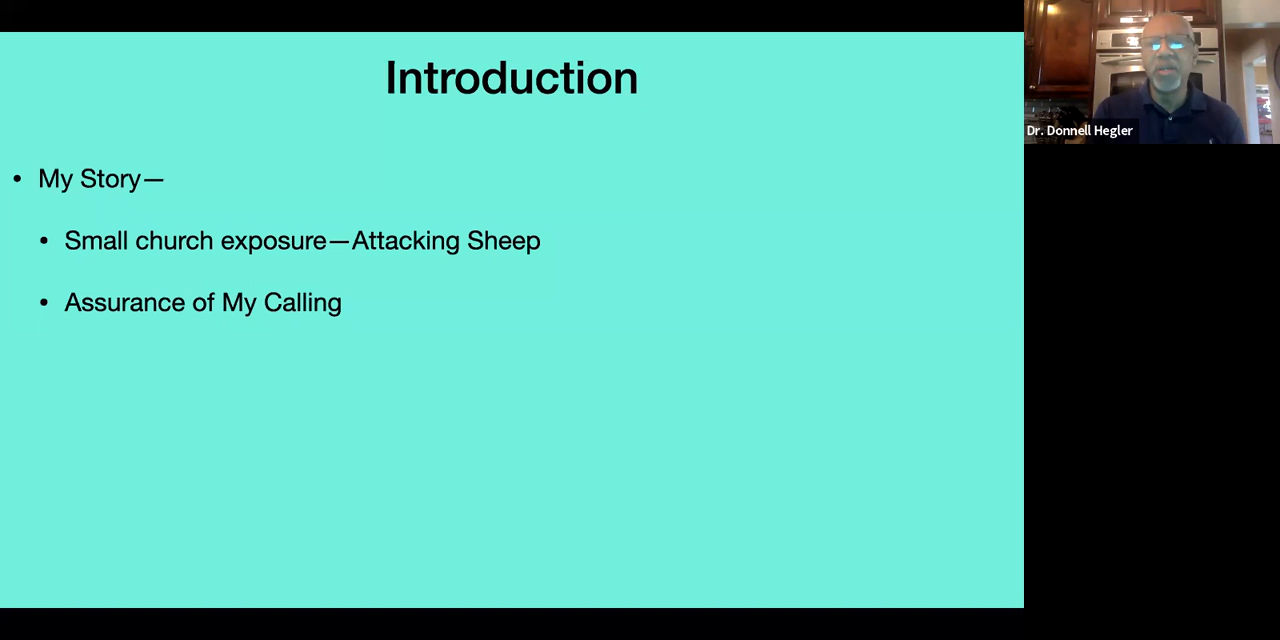 Introduction
• My Story—
• Small church exposure—Attacking Sheep
• Assurance of My Calling
Dr. Donnell Hegler